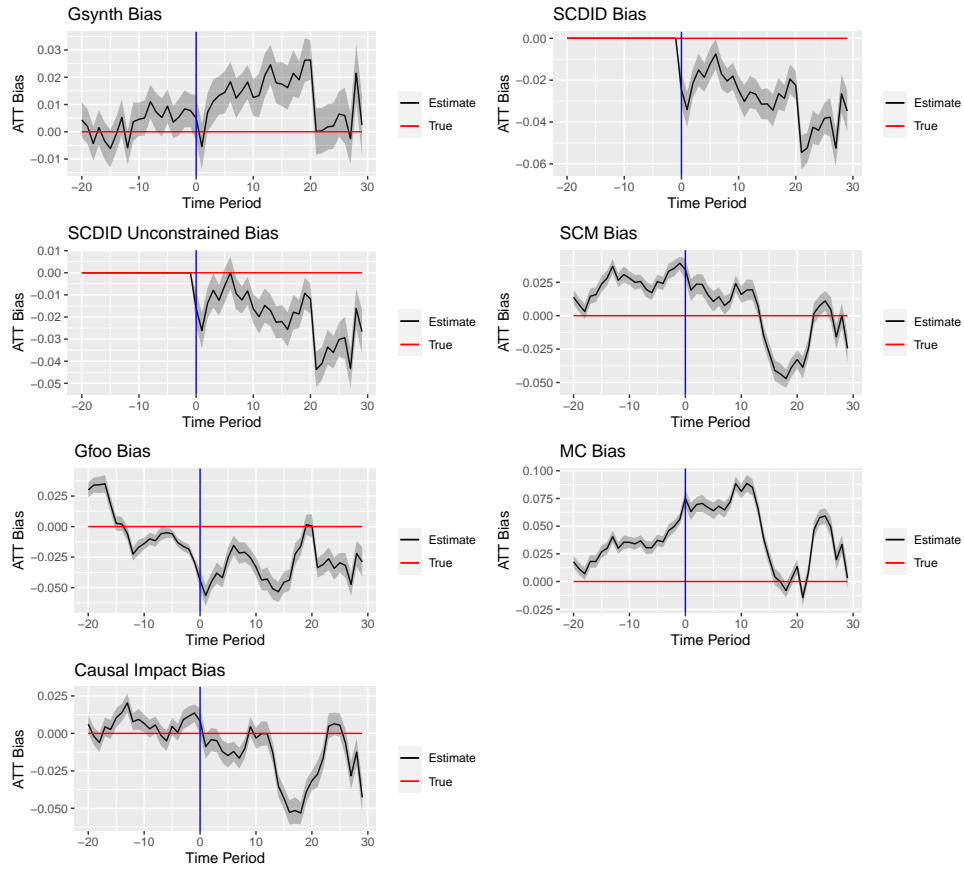 Gsynth Bias
ATT Bias
0.03
0.02
0.01
0.00
−0.01
−20
−10
0
10
20
30
Time Period
Estimate
True
SCDID Bias
ATT Bias
0.00
−0.02
−0.04
−0.06
−20
−10
0
10
20
30
Time Period
Estimate
True
SCDID Unconstrained Bias
ATT Bias
0.01
0.00
−0.01
−0.02
−0.03
−0.04
−0.05
−20
−10
0
10
20
30
Time Period
Estimate
True
SCM Bias
ATT Bias
0.025
0.000
−0.025
−0.050
−20
−10
0
10
20
30
Time Period
Estimate
True
Gfoo Bias
ATT Bias
0.025
0.000
−0.025
−0.050
−20
−10
0
10
20
30
Time Period
Estimate
True
MC Bias
ATT Bias
0.100
0.075
0.050
0.025
0.000
−0.025
−20
−10
0
10
20
30
Time Period
Estimate
True
Causal Impact Bias
ATT Bias
0.025
0.000
−0.025
−0.050
−20
−10
0
10
20
30
Time Period
Estimate
True